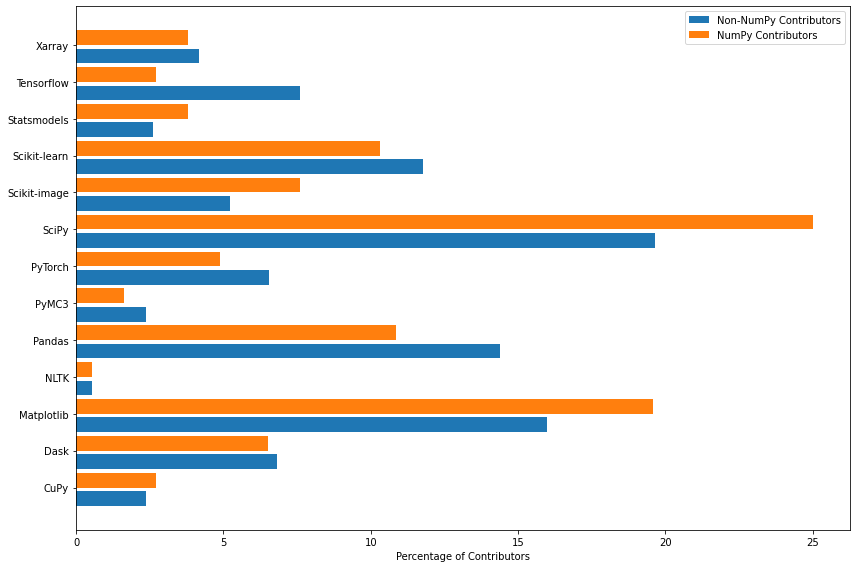 Non-NumPy Contributors
NumPy Contributors
Xarray
Tensorflow
Statsmodels
Scikit-learn
Scikit-image
SciPy
PyTorch
PyMC3
Pandas
NLTK
Matplotlib
Dask
CuPy
0 5 10 15 20 25
Percentage of Contributors